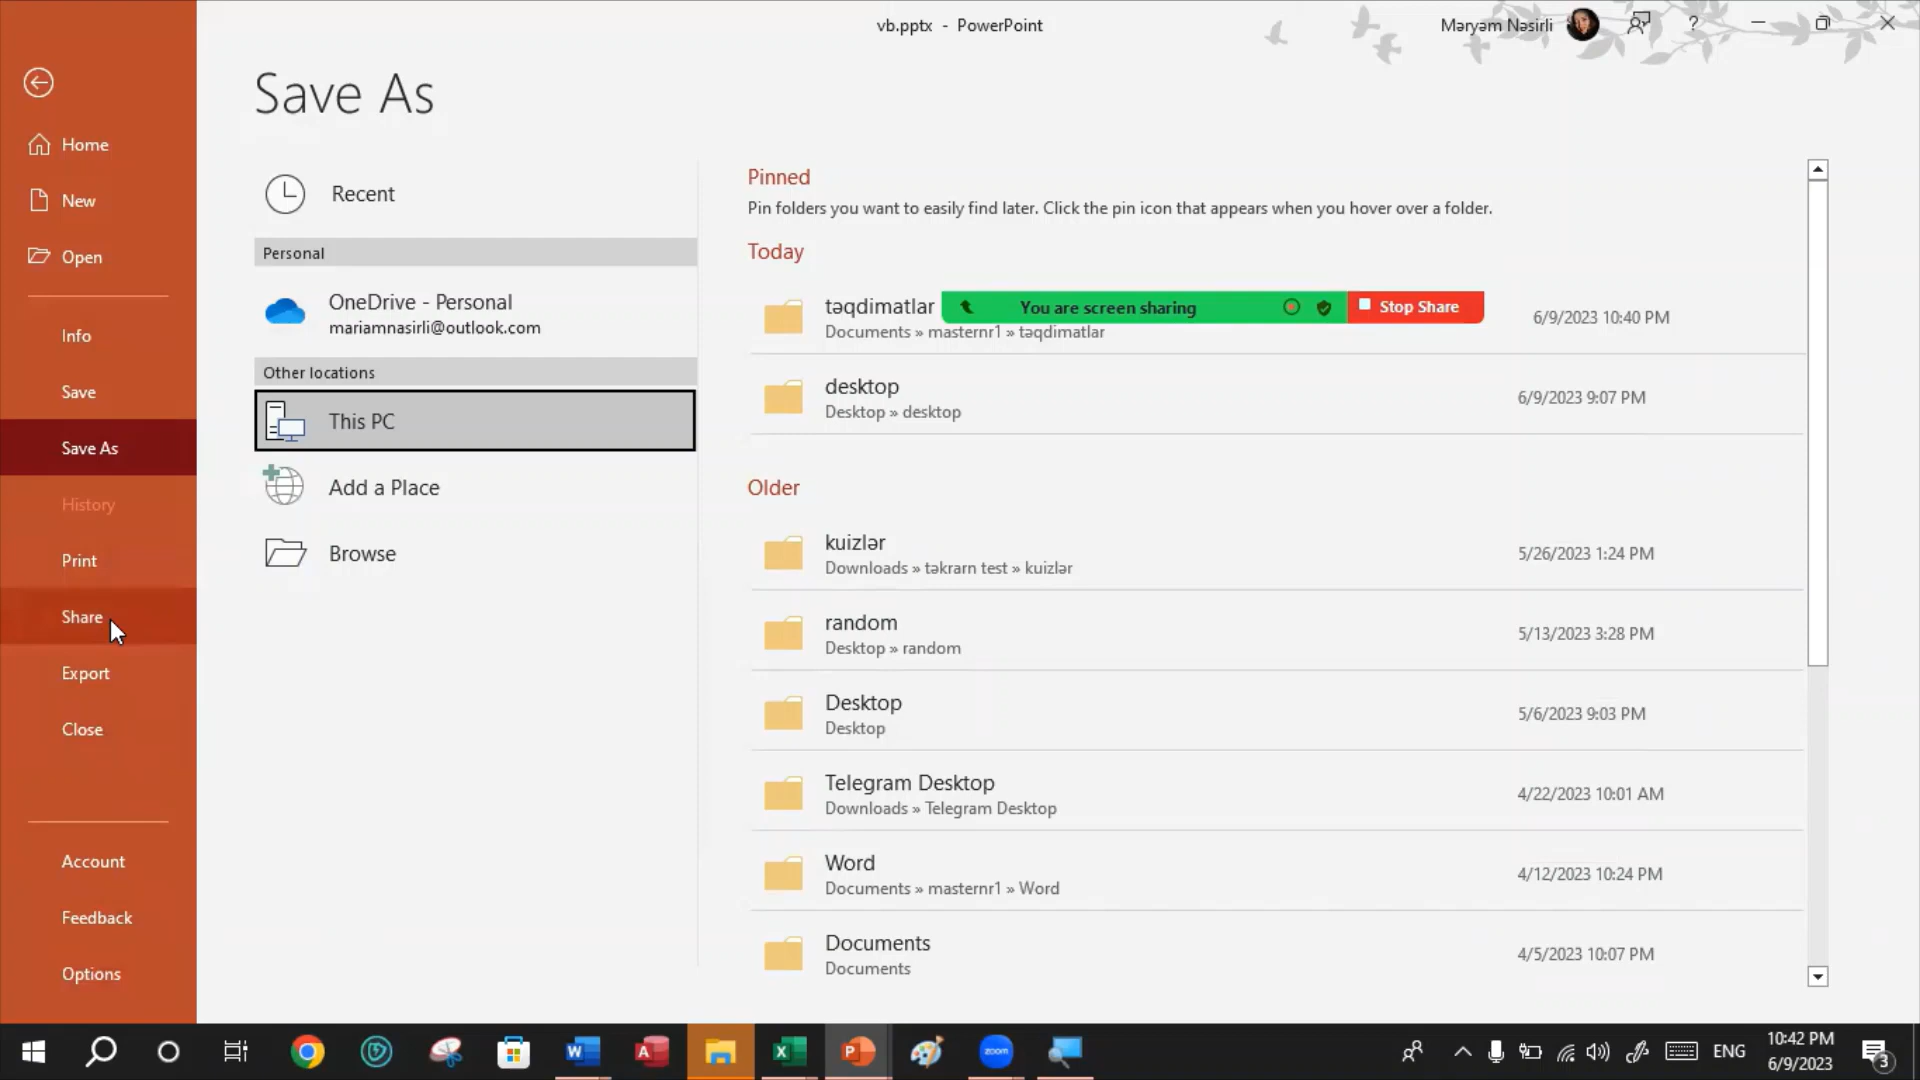 vb.pptx - PowerPoint
Məryəm Nəsirli
?
Save As
Home
New
Open
Info
Save
Save As
History
Print
Share
Export
Close
Account
Feedback
Options
Recent
Personal
OneDrive - Personal
mariamnasirli@outlook.com
Other locations
This PC
Add a Place
Browse
Pinned
Pin folders you want to easily find later. Click the pin icon that appears when you hover over a folder.
Today
təqdimatlar
You are screen sharing
Stop Share
6/9/2023 10:40 PM
Documents » masternr1 » təqdimatlar
desktop
Desktop » desktop
6/9/2023 9:07 PM
Older
kuizlər
Downloads » təkrarn test » kuizlər
5/26/2023 1:24 PM
random
Desktop » random
5/13/2023 3:28 PM
Desktop
Desktop
5/6/2023 9:03 PM
Telegram Desktop
Downloads » Telegram Desktop
4/22/2023 10:01 AM
Word
Documents » masternr1 » Word
4/12/2023 10:24 PM
Documents
Documents
4/5/2023 10:07 PM
W
A
X
P
zoom
ENG
10:42 PM
6/9/2023
3